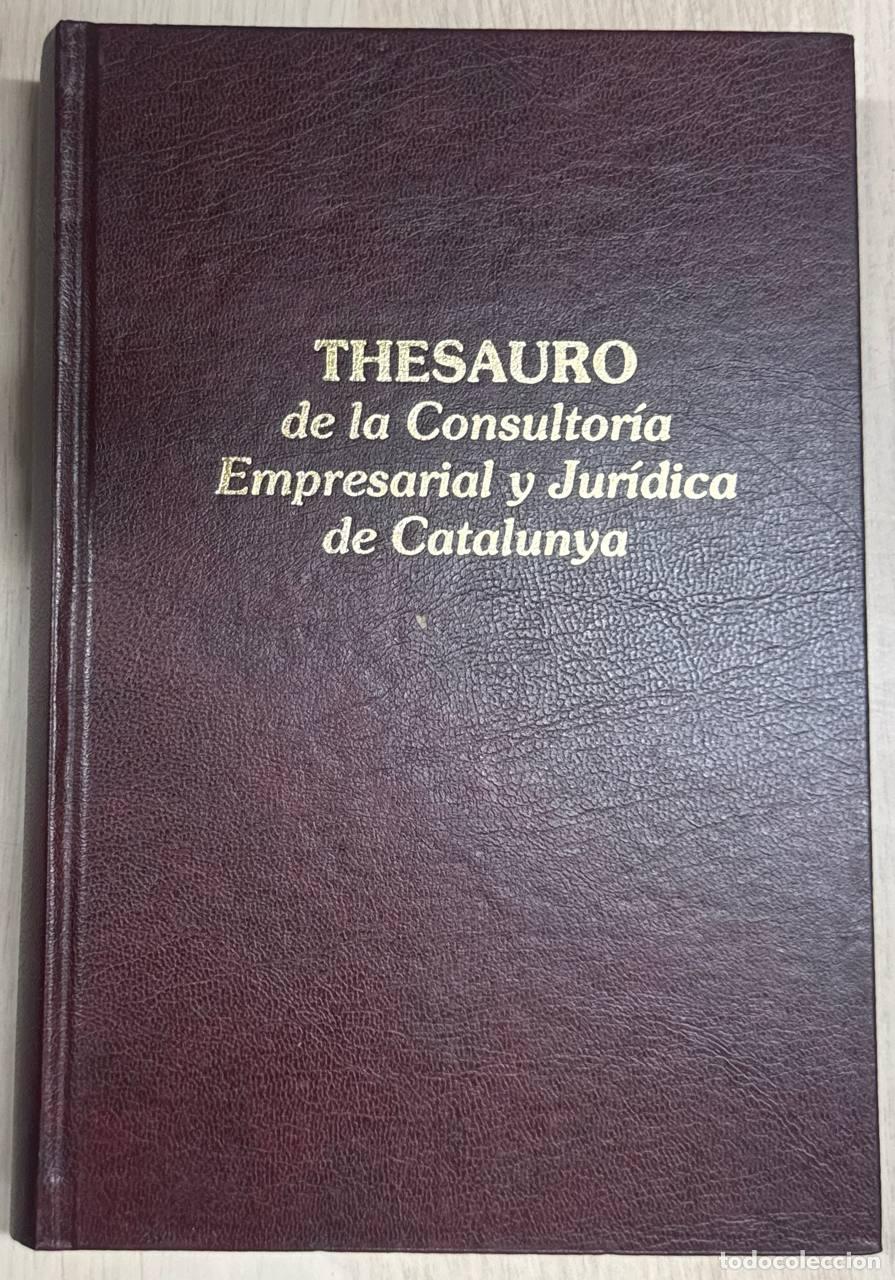 THESAURO
de la Consultoría
Empresarial y Jurídica
de Catalunya
todocoleccion